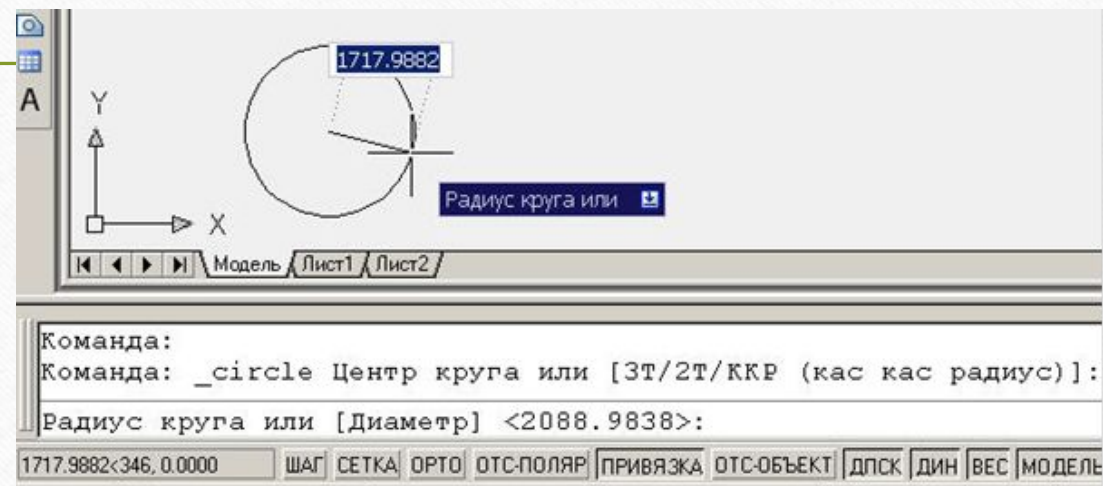 1717.9882
A
Y
Радиус круга или
X
Модель Лист1 Лист2
Команда:
Команда: _circle Центр круга или [3Т/2Т/ККР (кас кас радиус)]:
Радиус круга или [Диаметр] <2088.9838>:
1717.9882<346, 0.0000 ШАГ СЕТКА ОРТО ОТС-ПОЛЯР ПРИВЯЗКА ОТС-ОБЪЕКТ ДПСК ДИН ВЕС МОДЕЛЬ